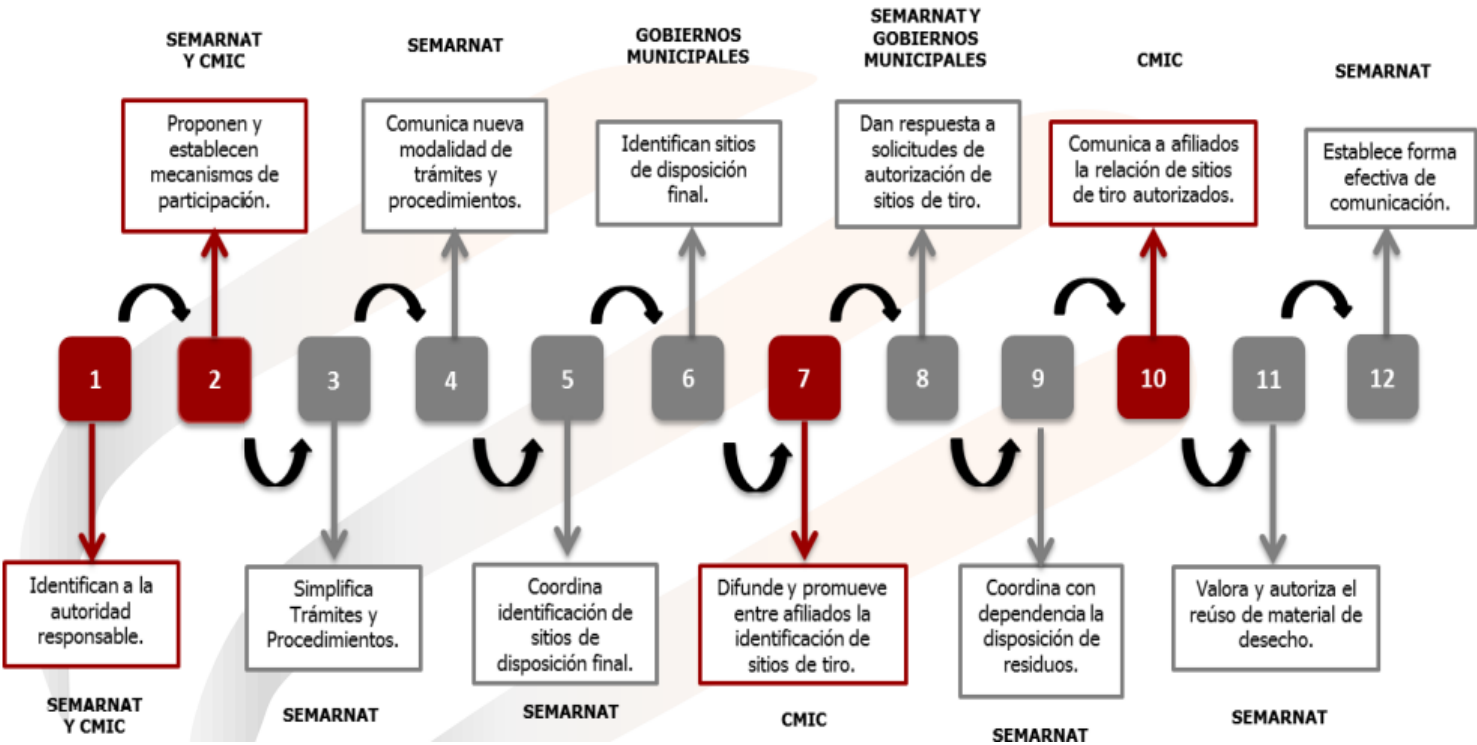 SEMARNAT
Y CMIC
SEMARNAT
GOBIERNOS
MUNICIPALES
SEMARNAT Y
GOBIERNOS
MUNICIPALES
CMIC
SEMARNAT
Proponen y
establecen
mecanismos de
participación.
Comunica nueva
modalidad de
trámites y
procedimientos.
Identifican sitios
de disposición
final.
Dan respuesta a
solicitudes de
autorización de
sitios de tiro.
Comunica a afiliados
la relación de sitios
de tiro autorizados.
Establece forma
efectiva de
comunicación.
1
2
3
4
5
6
7
8
9
10
11
12
Identifican a la
autoridad
responsable.
Simplifica
Trámites y
Procedimientos.
Coordina
identificación de
sitios de
disposición final.
Difunde y promueve
entre afiliados la
identificación de
sitios de tiro.
Coordina con
dependencia la
disposición de
residuos.
Valora y autoriza el
reúso de material de
desecho.
SEMARNAT
Y CMIC
SEMARNAT
SEMARNAT
CMIC
SEMARNAT
SEMARNAT